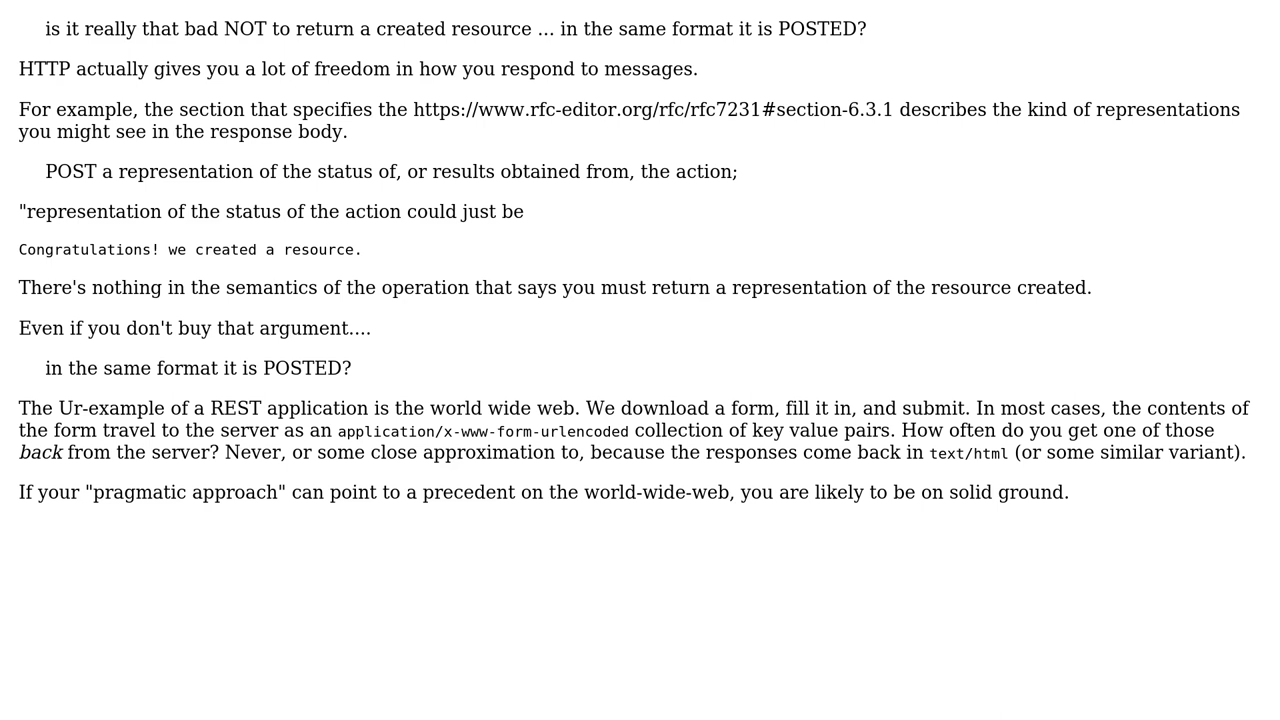 is it really that bad NOT to return a created resource ... in the same format it is POSTED?
HTTP actually gives you a lot of freedom in how you respond to messages.
For example, the section that specifies the https://www.rfc-editor.org/rfc/rfc7231#section-6.3.1 describes the kind of representations
you might see in the response body.
POST a representation of the status of, or results obtained from, the action;
"representation of the status of the action could just be
Congratulations! we created a resource.
There's nothing in the semantics of the operation that says you must return a representation of the resource created.
Even if you don't buy that argument....
in the same format it is POSTED?
The Ur-example of a REST application is the world wide web. We download a form, fill it in, and submit. In most cases, the contents of
the form travel to the server as an application/x-www-form-urlencoded collection of key value pairs. How often do you get one of those
back from the server? Never, or some close approximation to, because the responses come back in text/html (or some similar variant).
If your "pragmatic approach" can point to a precedent on the world-wide-web, you are likely to be on solid ground.